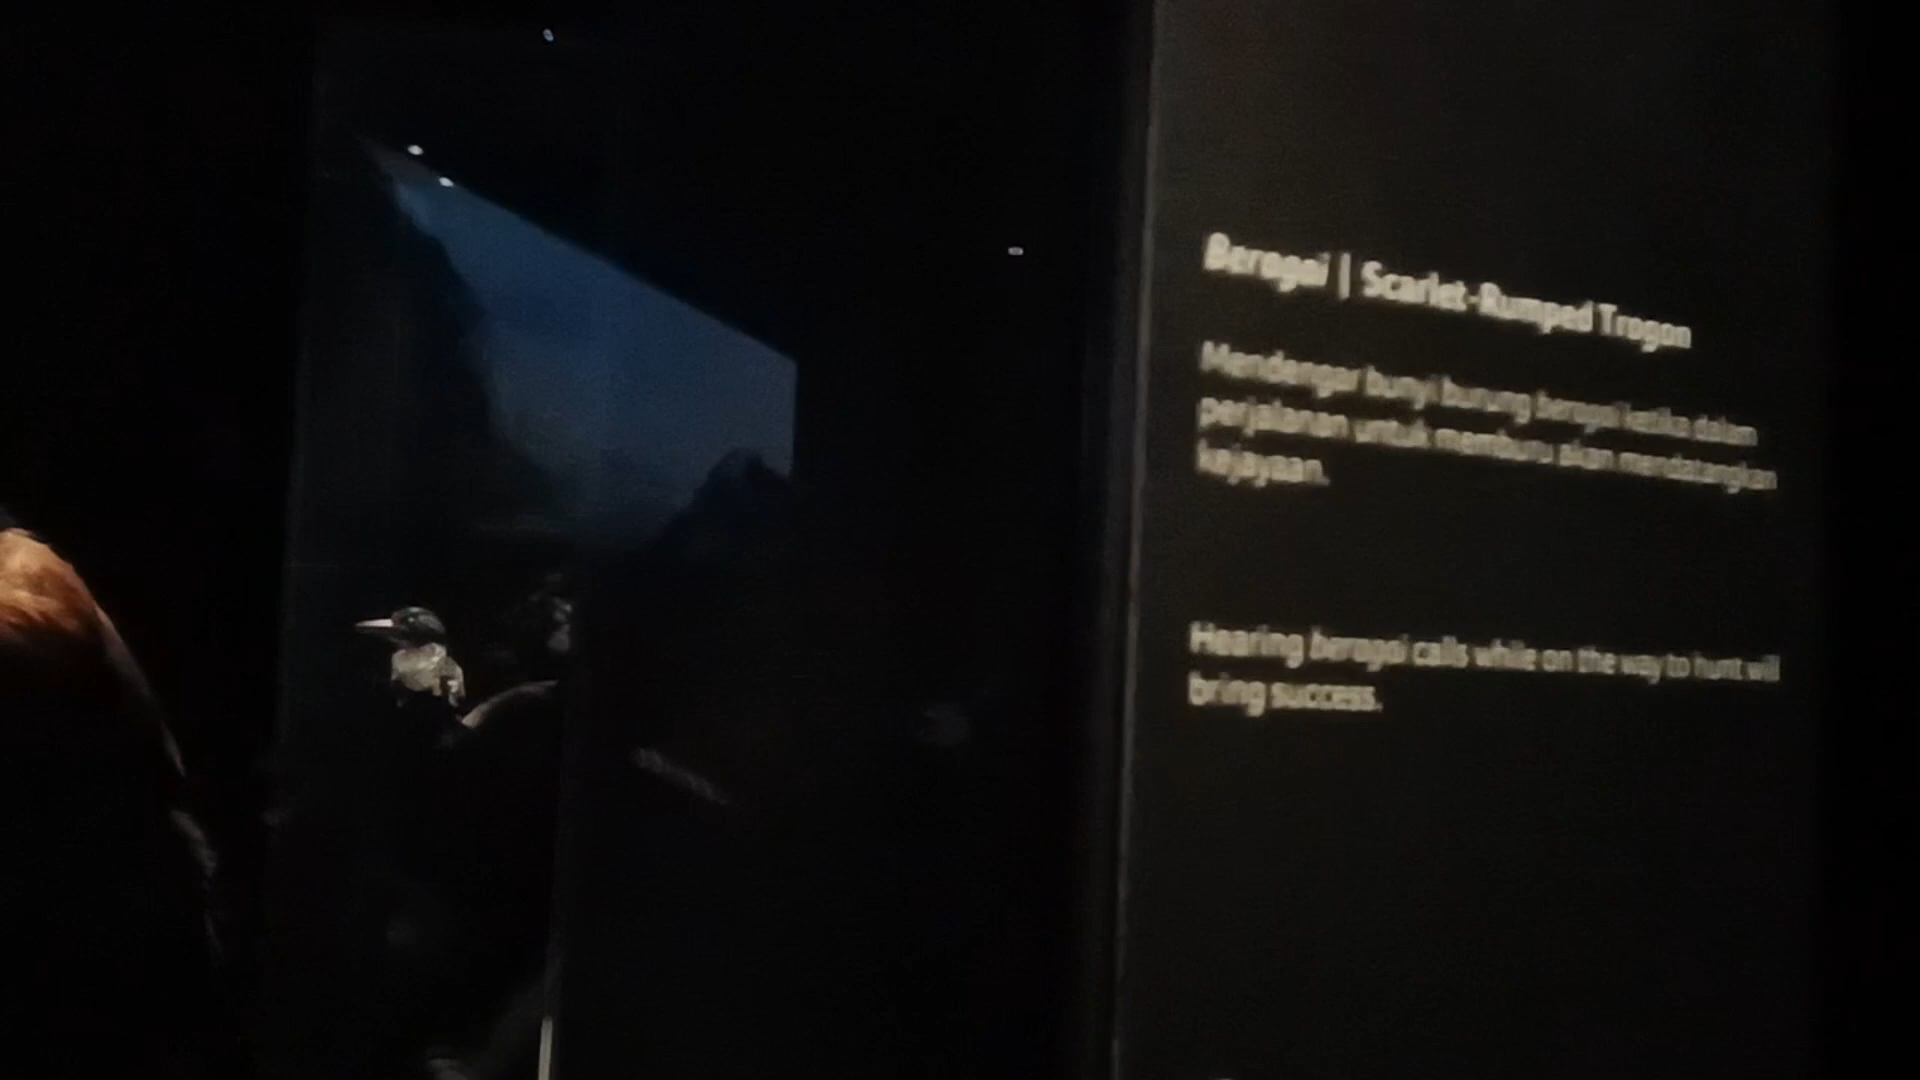 Beragai | Scarlet-Rumped Trogon
Mendengar bunyi burung beragai ketika dalam
perjalanan untuk memburu akan mendatangkan
kejayaan.
Hearing beragai calls while on the way to hunt will
bring success.